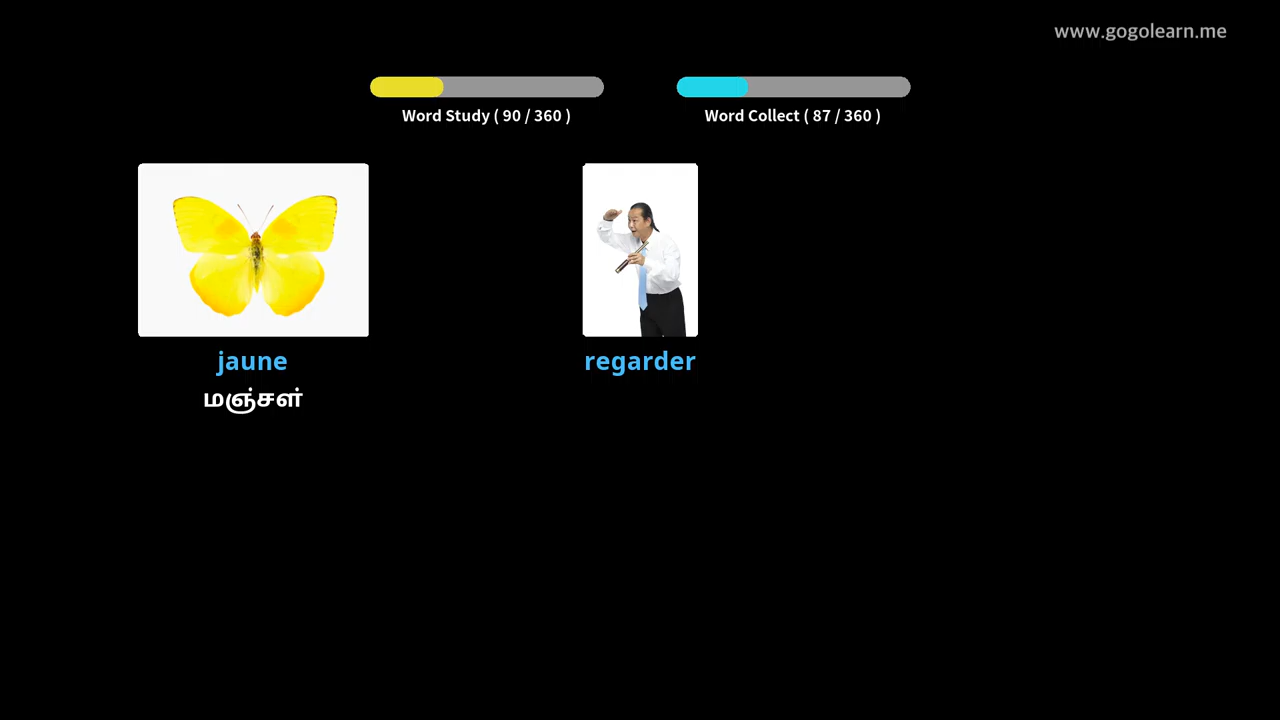 www.gogolearn.me
Word Study ( 90 / 360 )
Word Collect ( 87 / 360 )
jaune
regarder
மஞ்சள்